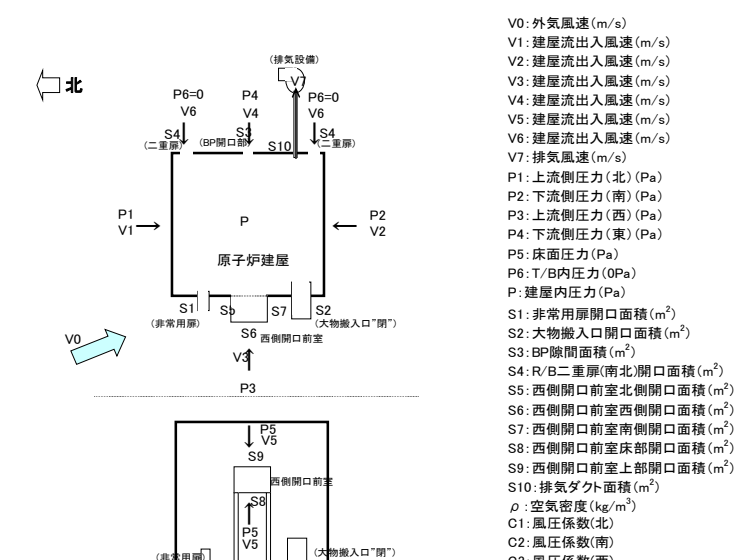 北
(排気設備)
V7
P6=0
P4
P6=0
V6
V4
V6
S4
S3
S4
(二重扉)
(BP開口部)
S10
(二重扉)
P1
V1
P
P2
V2
原子炉建屋
S1
S5
S7
S2
(非常用扉)
(大物搬入口"閉")
S6
西側開口前室
V0
V3
P3
P5
V5
S9
西側開口前室
S8
P5
V5
(非常用扉)
(大物搬入口"閉")
V0:外気風速(m/s)
V1:建屋流出入風速(m/s)
V2:建屋流出入風速(m/s)
V3:建屋流出入風速(m/s)
V4:建屋流出入風速(m/s)
V5:建屋流出入風速(m/s)
V6:建屋流出入風速(m/s)
V7:排気風速(m/s)
P1:上流側圧力(北)(Pa)
P2:下流側圧力(南)(Pa)
P3:上流側圧力(西)(Pa)
P4:下流側圧力(東)(Pa)
P5:床面圧力(Pa)
P6:T/B内圧力(0Pa)
P:建屋内圧力(Pa)
S1:非常用扉開口面積(m²)
S2:大物搬入口開口面積(m²)
S3:BP隙間面積(m²)
S4:R/B二重扉(南北)開口面積(m²)
S5:西側開口前室北側開口面積(m²)
S6:西側開口前室西側開口面積(m²)
S7:西側開口前室南側開口面積(m²)
S8:西側開口前室床部開口面積(m²)
S9:西側開口前室上部開口面積(m²)
S10:排気ダクト面積(m²)
ρ:空気密度(kg/m³)
C1:風圧係数(北)
C2:風圧係数(南)
C3:風圧係数(西)